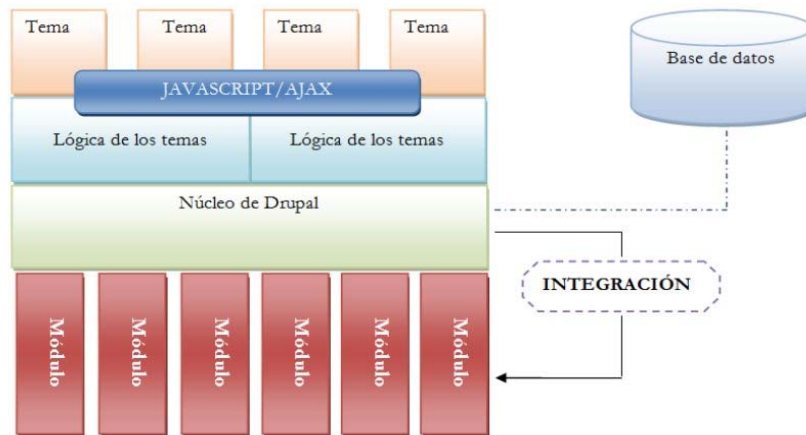 Tema
Tema
Tema
Tema
Base de datos
JAVASCRIPT/AJAX
Lógica de los temas
Lógica de los temas
Núcleo de Drupal
INTEGRACIÓN
Módulo
Módulo
Módulo
Módulo
Módulo
Módulo